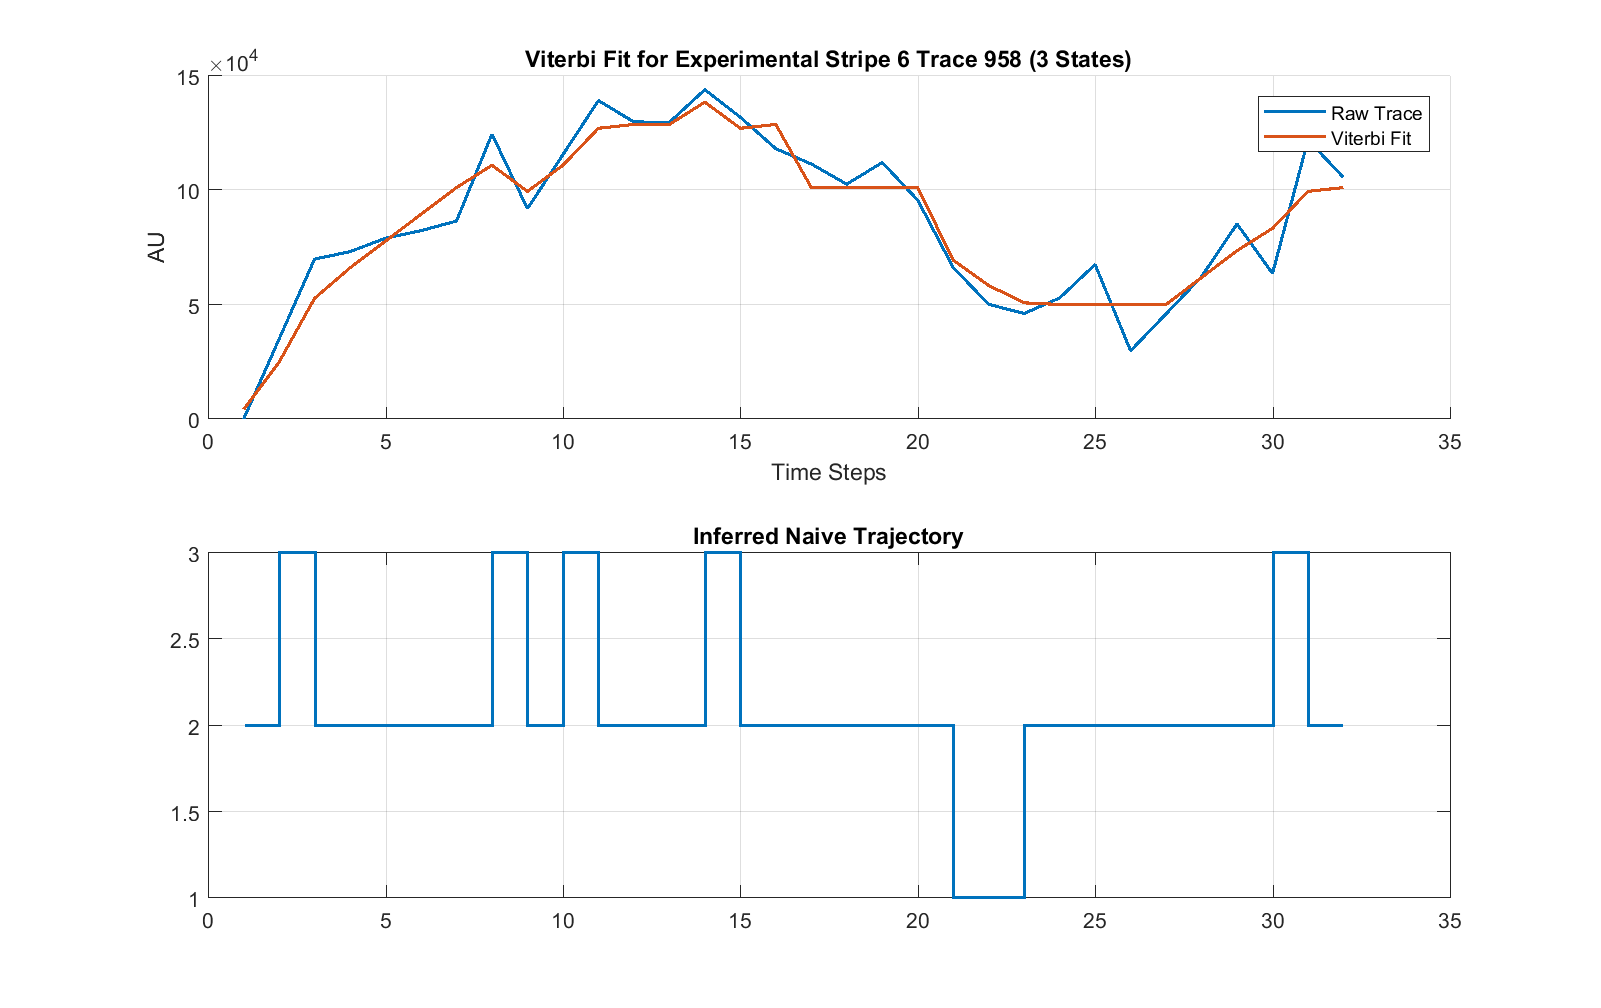 Viterbi Fit for Experimental Stripe 6 Trace 958 (3 States)
×10^4
15
10
5
0
AU
Raw Trace
Viterbi Fit
0 5 10 15 20 25 30 35
Time Steps
Inferred Naive Trajectory
3
2.5
2
1.5
1
0 5 10 15 20 25 30 35